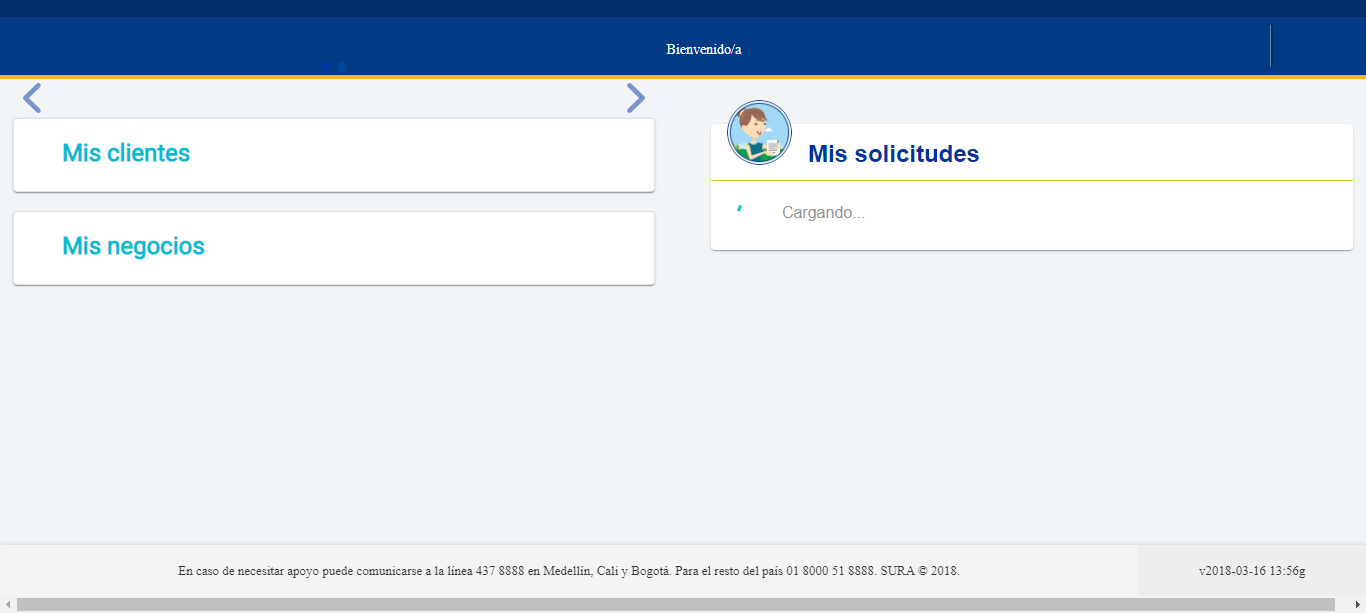 Bienvenido/a
Mis clientes
Mis negocios
Mis solicitudes
Cargando...
En caso de necesitar apoyo puede comunicarse a la línea 437 8888 en Medellín, Cali y Bogotá. Para el resto del país 01 8000 51 8888. SURA © 2018.
v2018-03-16 13:56g